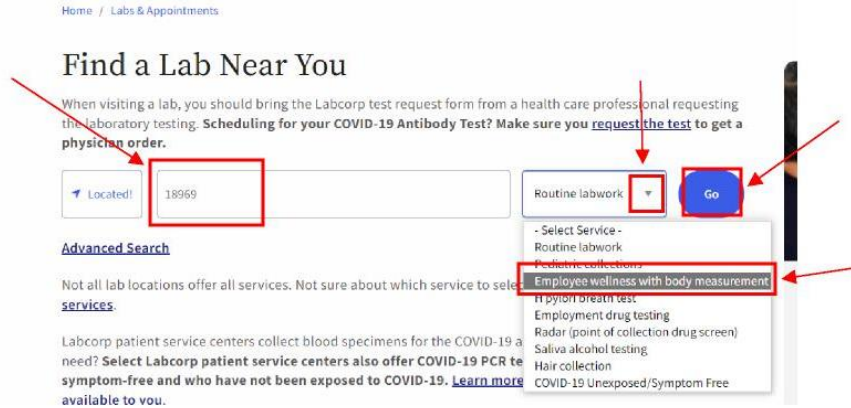 Home / Labs & Appointments
Find a Lab Near You
When visiting a lab, you should bring the Labcorp test request form from a health care professional requesting
the laboratory testing. Scheduling for your COVID-19 Antibody Test? Make sure you request the test to get a
physician order.
Located!
18969
Routine labwork
Go
Advanced Search
Not all lab locations offer all services. Not sure about which service to selec
services.
Labcorp patient service centers collect blood specimens for the COVID-19 a
need? Select Labcorp patient service centers also offer COVID-19 PCR te
symptom-free and who have not been exposed to COVID-19. Learn more
available to you.
- Select Service -
Routine labwork
Pediatric collections
Employee wellness with body measurement
H pylori breath test
Employment drug testing
Radar (point of collection drug screen)
Saliva alcohol testing
Hair collection
COVID-19 Unexposed/Symptom Free